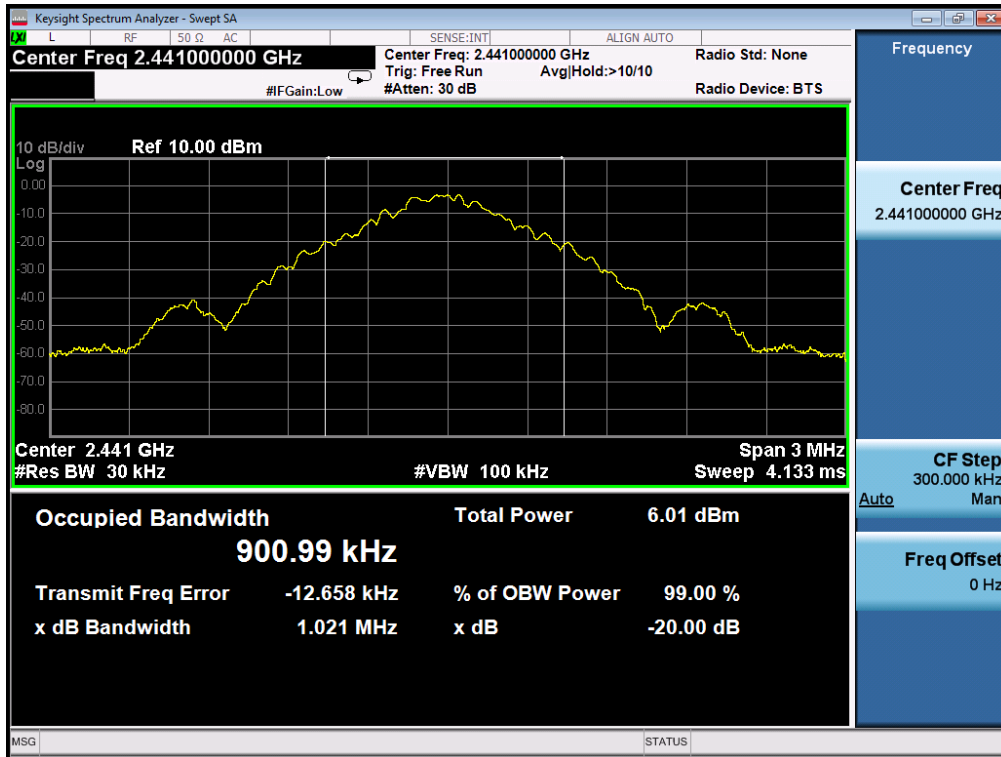 Keysight Spectrum Analyzer - Swept SA
LXI L RF 50 Ω AC SENSE:INT ALIGN AUTO
Center Freq 2.441000000 GHz
#IFGain:Low
Center Freq: 2.441000000 GHz
Trig: Free Run Avg|Hold:>10/10
#Atten: 30 dB
Radio Std: None
Radio Device: BTS
10 dB/div Ref 10.00 dBm
Log
0.00
-10.0
-20.0
-30.0
-40.0
-50.0
-60.0
-70.0
-80.0
Center 2.441 GHz Span 3 MHz
#Res BW 30 kHz #VBW 100 kHz Sweep 4.133 ms
Occupied Bandwidth Total Power 6.01 dBm
900.99 kHz
Transmit Freq Error -12.658 kHz % of OBW Power 99.00 %
x dB Bandwidth 1.021 MHz x dB -20.00 dB
Frequency
Center Freq
2.441000000 GHz
CF Step
300.000 kHz
Auto Man
Freq Offset
0 Hz
MSG STATUS